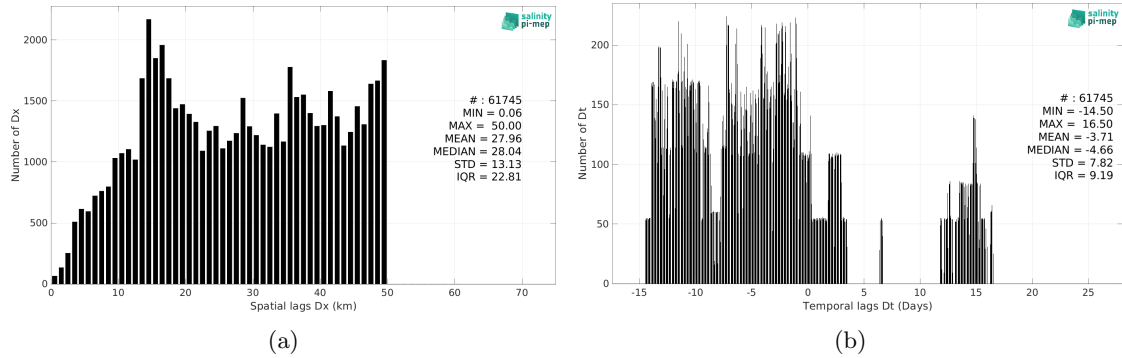 salinity
pi-mep
2000
1500
1000
500
0
Number of Dx
# : 61745
MIN = 0.06
MAX = 50.00
MEAN = 27.96
MEDIAN = 28.04
STD = 13.13
IQR = 22.81
0 10 20 30 40 50 60 70
Spatial lags Dx (km)
(a)
salinity
pi-mep
200
150
100
50
0
Number of Dt
# : 61745
MIN = -14.50
MAX = 16.50
MEAN = -3.71
MEDIAN = -4.66
STD = 7.82
IQR = 9.19
-15 -10 -5 0 5 10 15 20 25
Temporal lags Dt (Days)
(b)